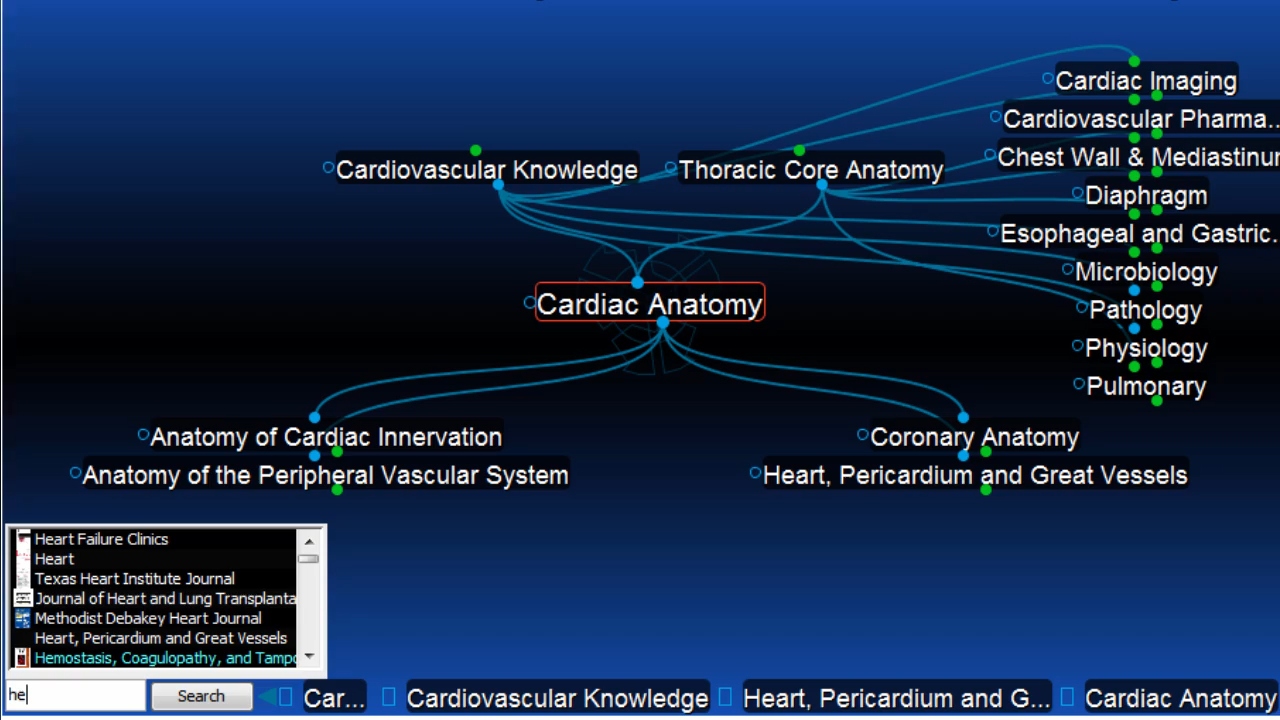 Cardiac Imaging
Cardiovascular Pharma..
Chest Wall & Mediastinum
Cardiovascular Knowledge
Thoracic Core Anatomy
Diaphragm
Esophageal and Gastric.
Microbiology
Cardiac Anatomy
Pathology
Physiology
Pulmonary
Anatomy of Cardiac Innervation
Coronary Anatomy
Anatomy of the Peripheral Vascular System
Heart, Pericardium and Great Vessels
Heart Failure Clinics
Heart
Texas Heart Institute Journal
Journal of Heart and Lung Transplanta
Methodist Debakey Heart Journal
Heart, Pericardium and Great Vessels
Hemostasis, Coagulopathy, and Tampo
he
Search
Car...
Cardiovascular Knowledge
Heart, Pericardium and G...
Cardiac Anatomy